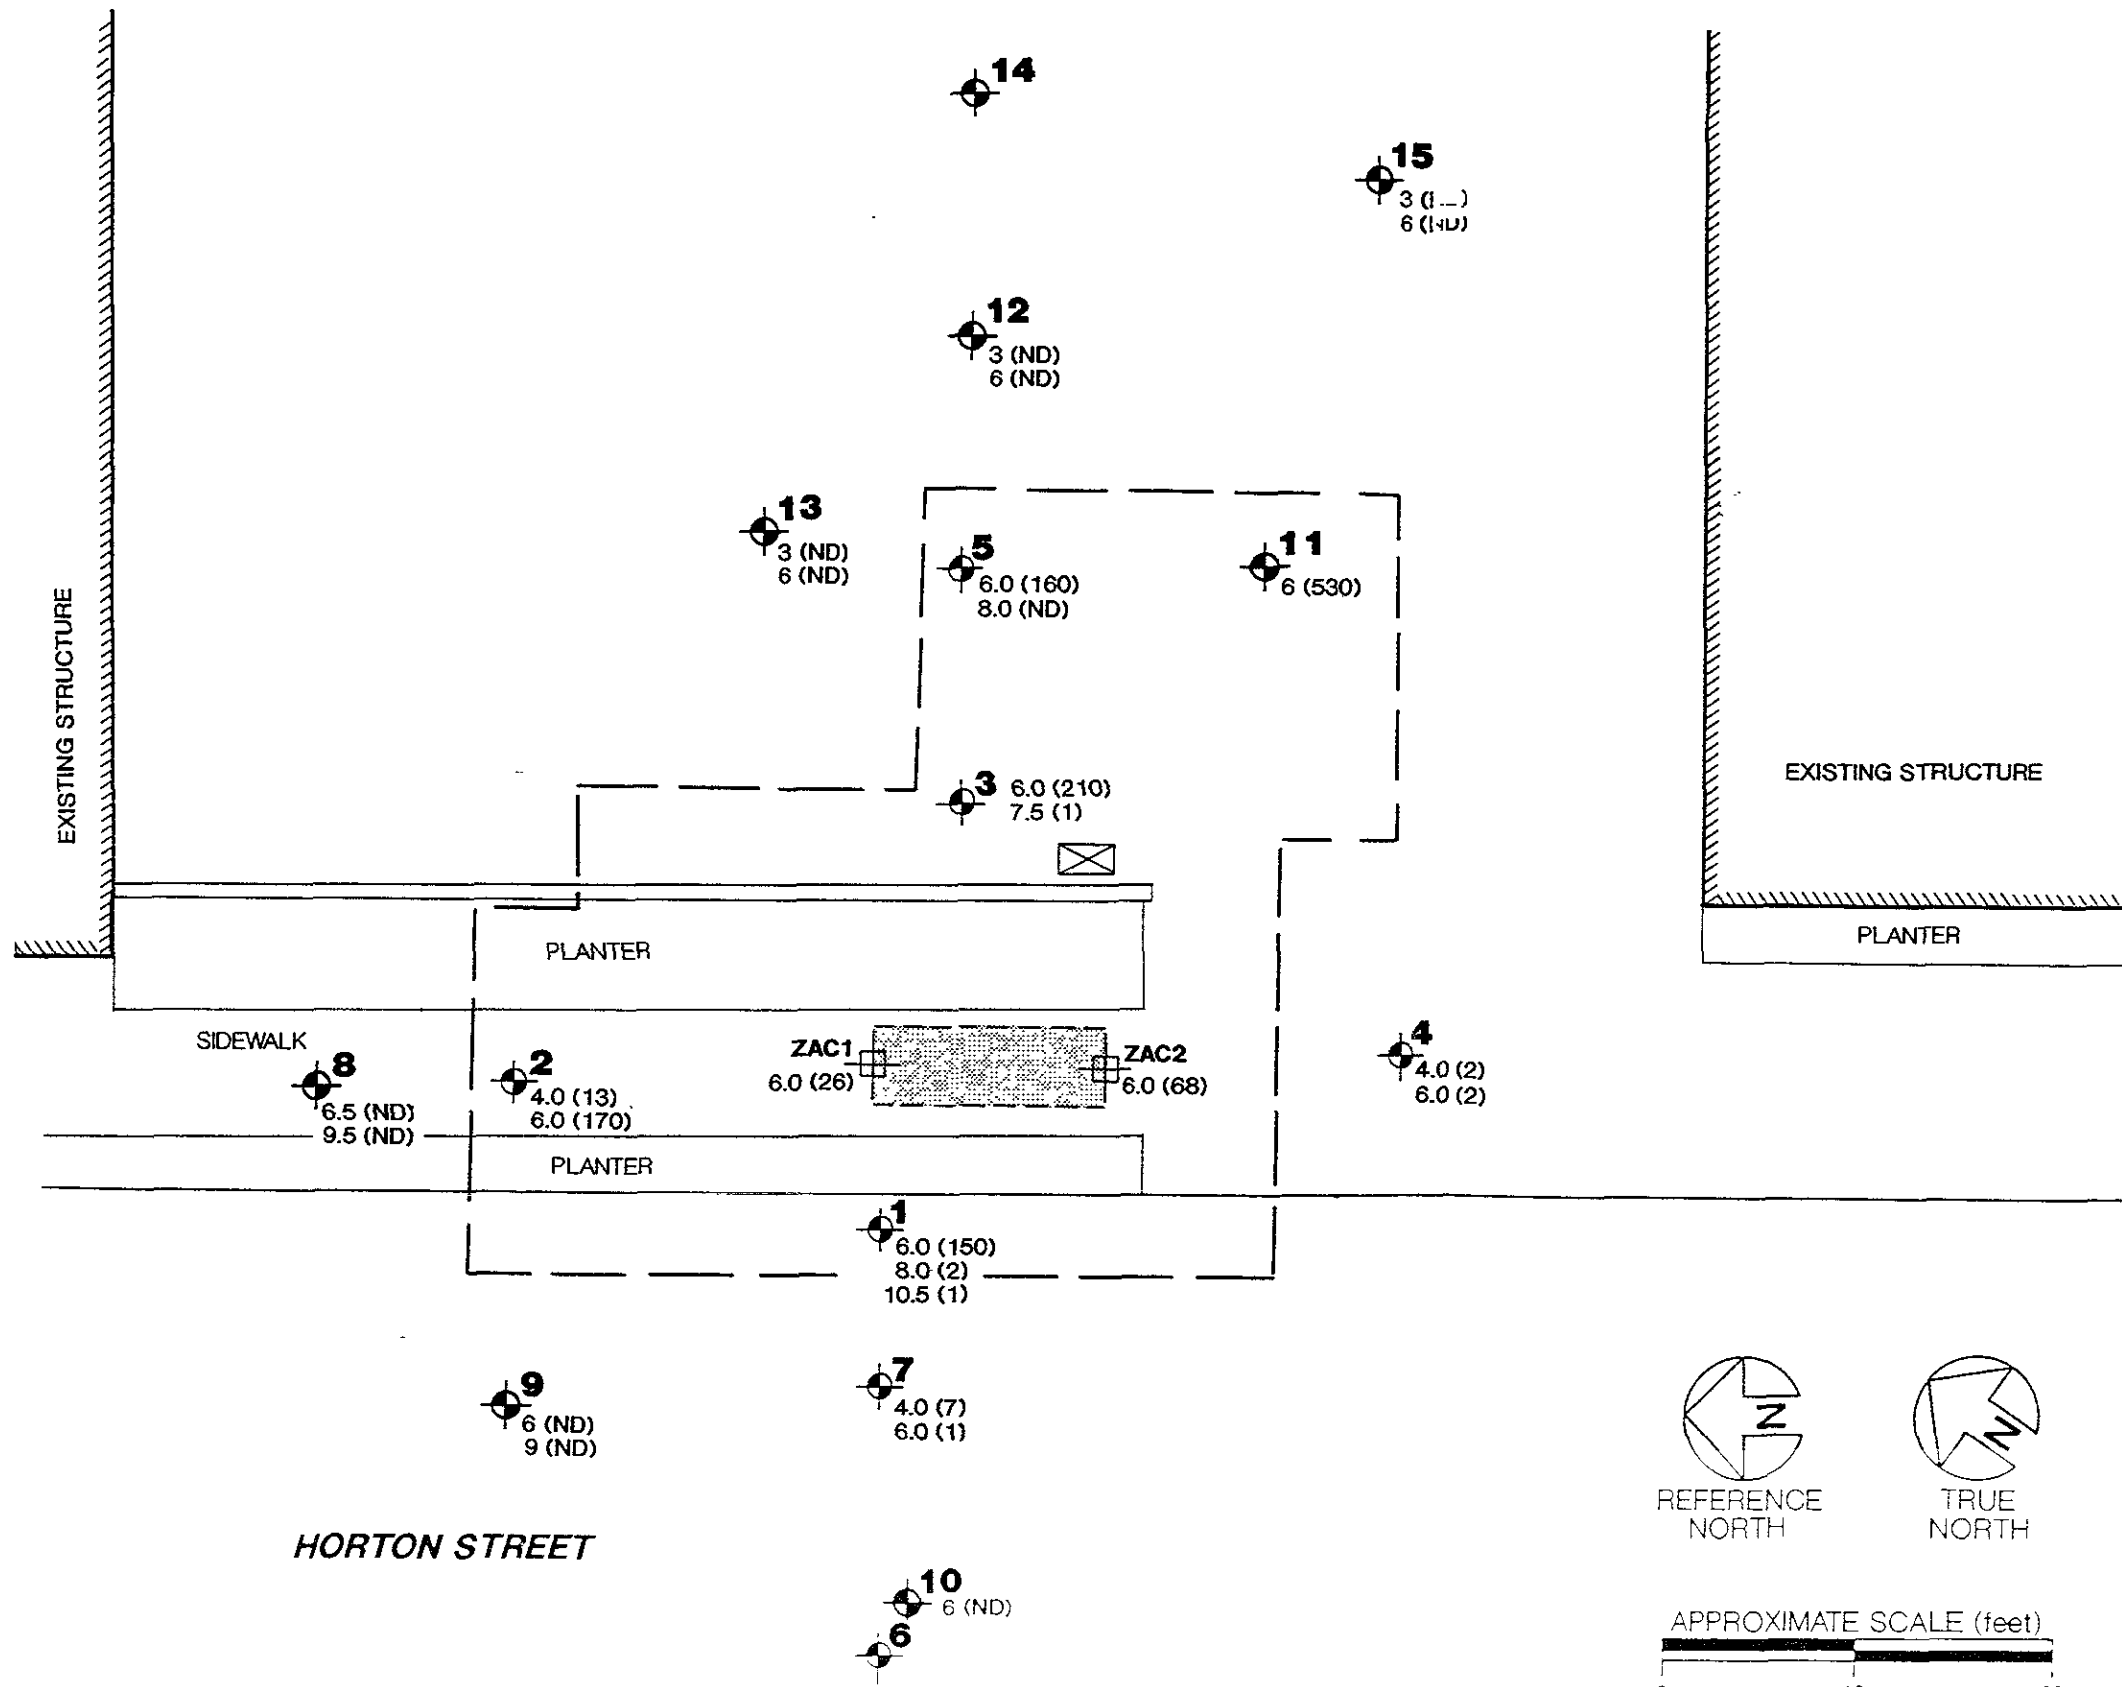 14
15
3
6 (ND)
12
3 (ND)
6 (ND)
13
3 (ND)
6 (ND)
5
6.0 (160)
8.0 (ND)
11
6 (530)
EXISTING STRUCTURE
3
6.0 (210)
7.5 (1)
EXISTING STRUCTURE
PLANTER
PLANTER
SIDEWALK
8
6.5 (ND)
9.5 (ND)
2
4.0 (13)
6.0 (170)
ZAC1
6.0 (26)
ZAC2
6.0 (68)
4
4.0 (2)
6.0 (2)
PLANTER
1
6.0 (150)
8.0 (2)
10.5 (1)
9
6 (ND)
9 (ND)
7
4.0 (7)
6.0 (1)
N
REFERENCE
NORTH
N
TRUE
NORTH
HORTON STREET
10
6 (ND)
6
APPROXIMATE SCALE (feet)